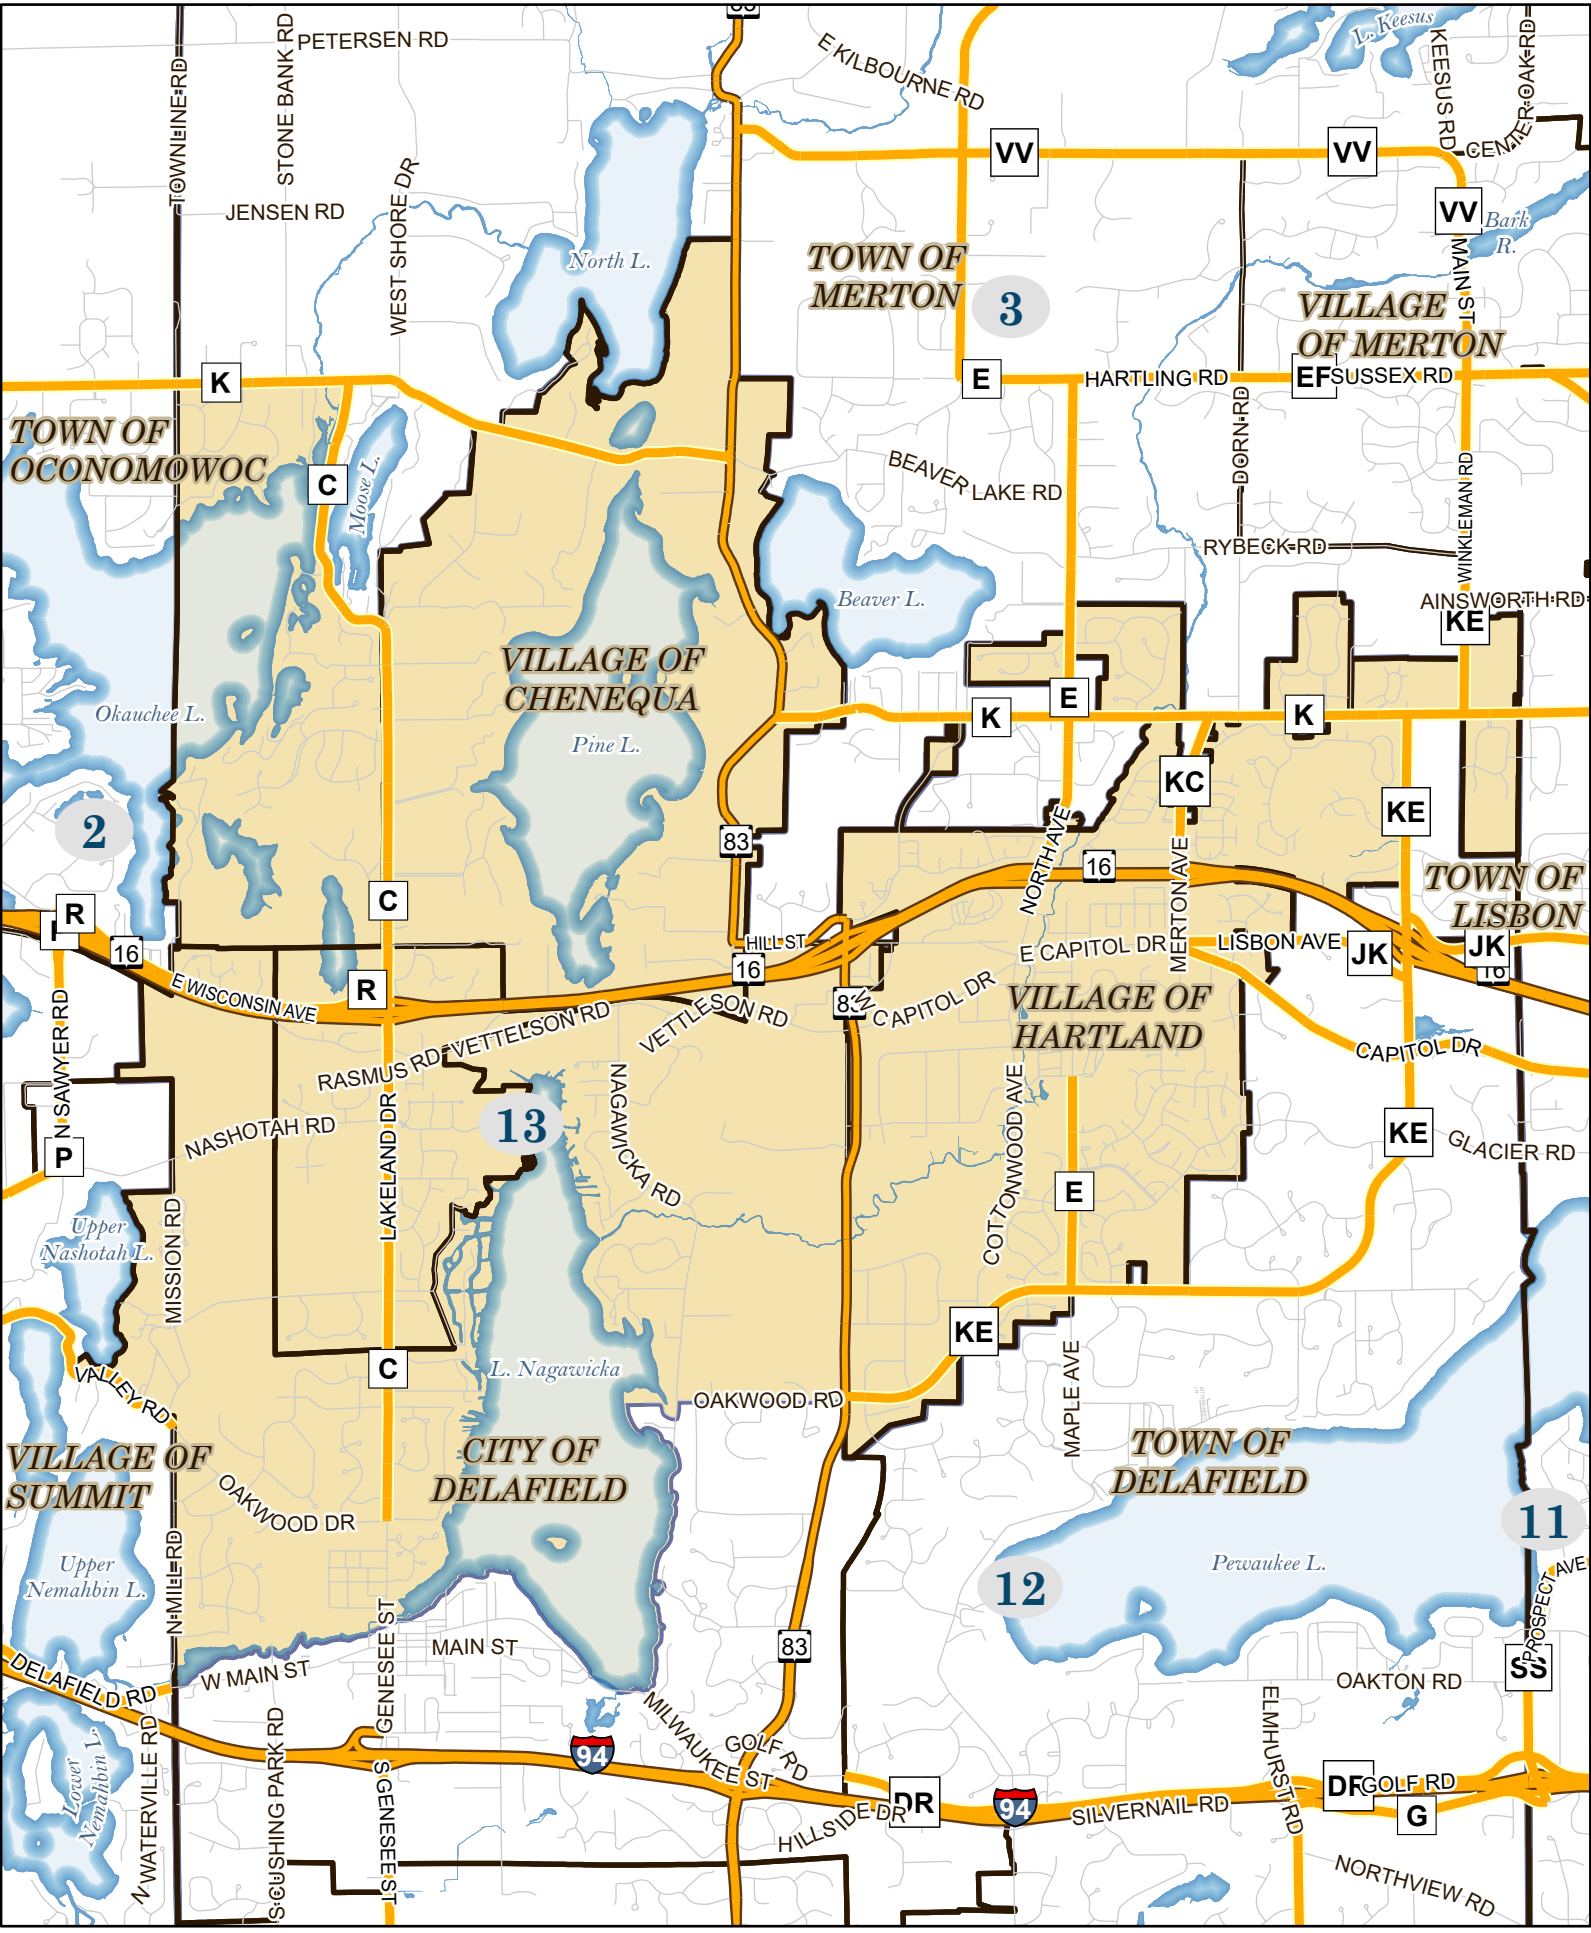 83
L. Keesus
PETERSEN RD
STONE BANK RD
TOWNLINE RD
E KILBOURNE RD
KEESUS RD
CENTER OAK RD
VV
VV
VV
JENSEN RD
WEST SHORE DR
North L.
Bark
R.
MAIN ST
TOWN OF
MERTON
3
VILLAGE
OF MERTON
K
E
HARTLING RD
EF
SUSSEX RD
TOWN OF
OCONOMOWOC
C
Moose L.
BEAVER LAKE RD
DORN RD
WINKLEMAN RD
RYBECK RD
Beaver L.
AINSWORTH RD
KE
VILLAGE OF
CHENEQUA
Pine L.
Okauchee L.
E
K
K
KC
KE
2
83
NORTH AVE
16
MERTON AVE
TOWN OF
LISBON
R
C
16
HILL ST
16
E CAPITOL DR
LISBON AVE
JK
JK
16
R
E WISCONSIN AVE
83
W CAPITOL DR
VILLAGE OF
HARTLAND
N SAWYER RD
VETTELSON RD
VETTLESON RD
RASMUS RD
CAPITOL DR
NAGAWICKA RD
COTTONWOOD AVE
13
NASHOTAH RD
LAKELAND DR
KE
GLACIER RD
P
E
Upper
Nashotah L.
MISSION RD
KE
C
L. Nagawicka
VALLEY RD
OAKWOOD RD
MAPLE AVE
VILLAGE OF
SUMMIT
CITY OF
DELAFIELD
TOWN OF
DELAFIELD
OAKWOOD DR
11
Upper
Nemahbin L.
N MILL RD
Pewaukee L.
12
PROSPECT AVE
GENESEE ST
MAIN ST
83
W MAIN ST
SS
OAKTON RD
DELAFIELD RD
N WATERVILLE RD
S CUSHING PARK RD
MILWAUKEE ST
GOLF RD
ELMHURST RD
Lower
Nemahbin L.
94
S GENESEE ST
DR
94
SILVERNAIL RD
GOLF RD
G
HILLSIDE DR
NORTHVIEW RD